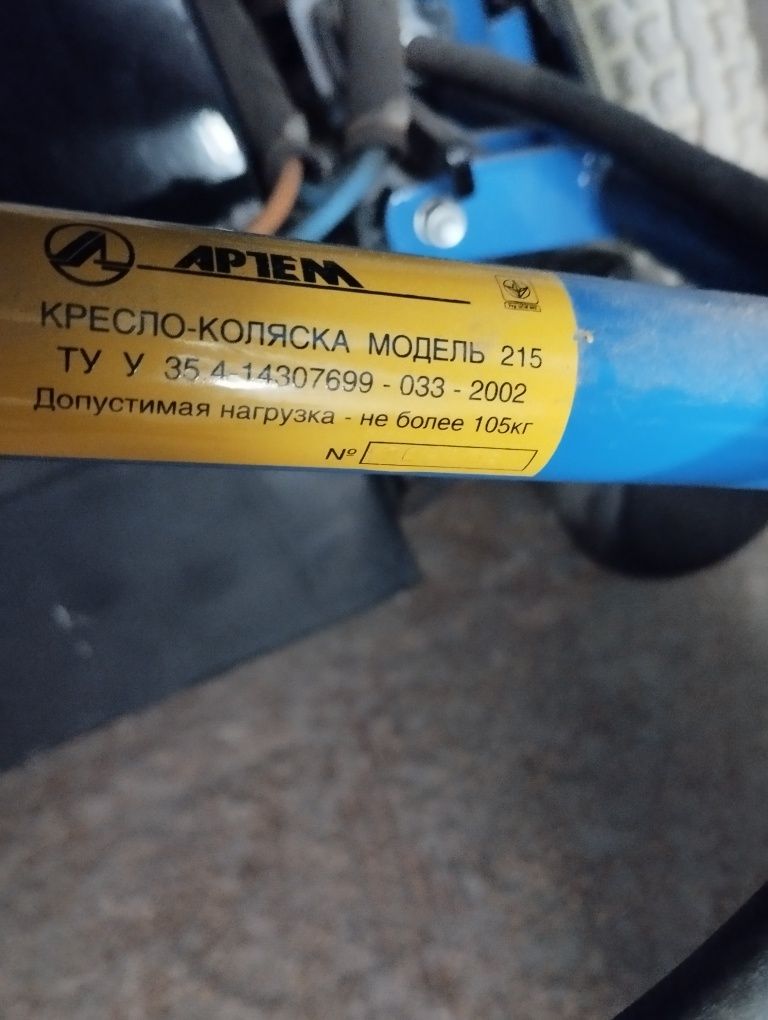 АРТЕМ
КРЕСЛО-КОЛЯСКА МОДЕЛЬ 215
ТУ У 35.4-14307699 - 033 - 2002
Допустимая нагрузка - не более 105кг
№